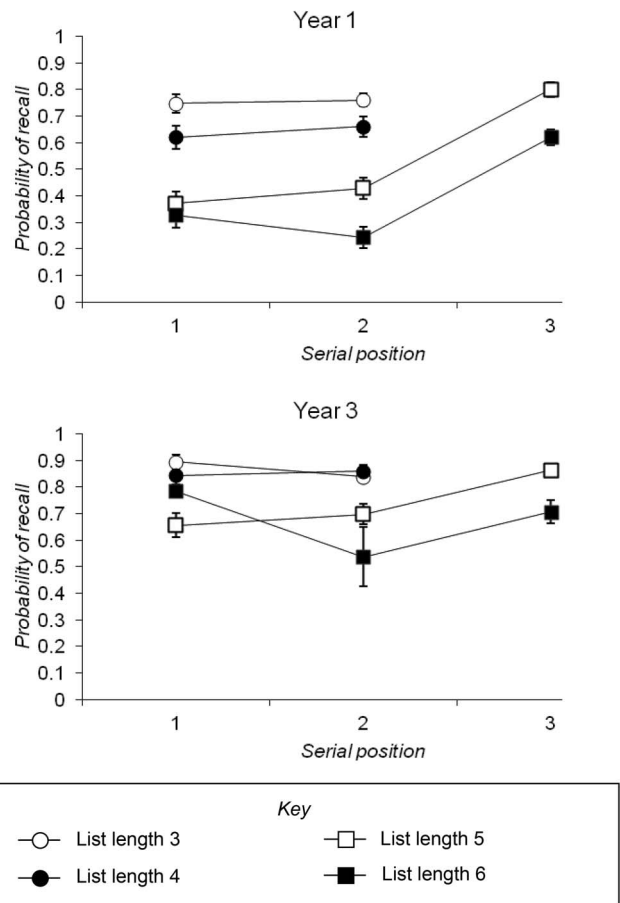 Year 1
Probability of recall
1
0.9
0.8
0.7
0.6
0.5
0.4
0.3
0.2
0.1
0
1 2 3
Serial position
Year 3
Probability of recall
1
0.9
0.8
0.7
0.6
0.5
0.4
0.3
0.2
0.1
0
1 2 3
Serial position
Key
List length 3 List length 5
List length 4 List length 6